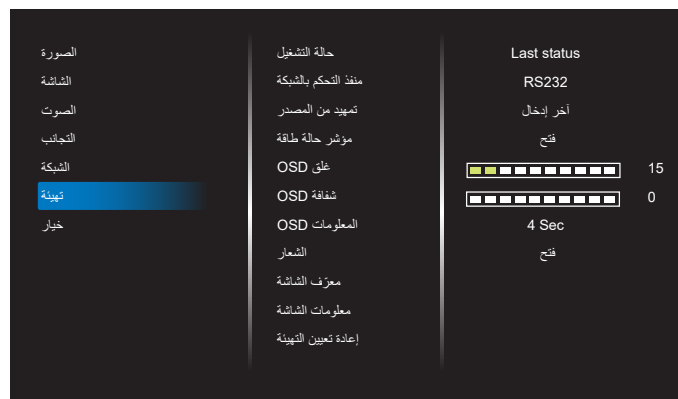 الصورة
الشاشة
الصوت
التجانب
الشبكة
تهيئة
خيار
حالة التشغيل Last status
منفذ التحكم بالشبكة RS232
تمهيد من المصدر آخر إدخال
مؤشر حالة طاقة فتح
غلق OSD 15
شفافة OSD 0
المعلومات OSD 4 Sec
الشعار فتح
معرّف الشاشة
معلومات الشاشة
إعادة تعيين التهيئة